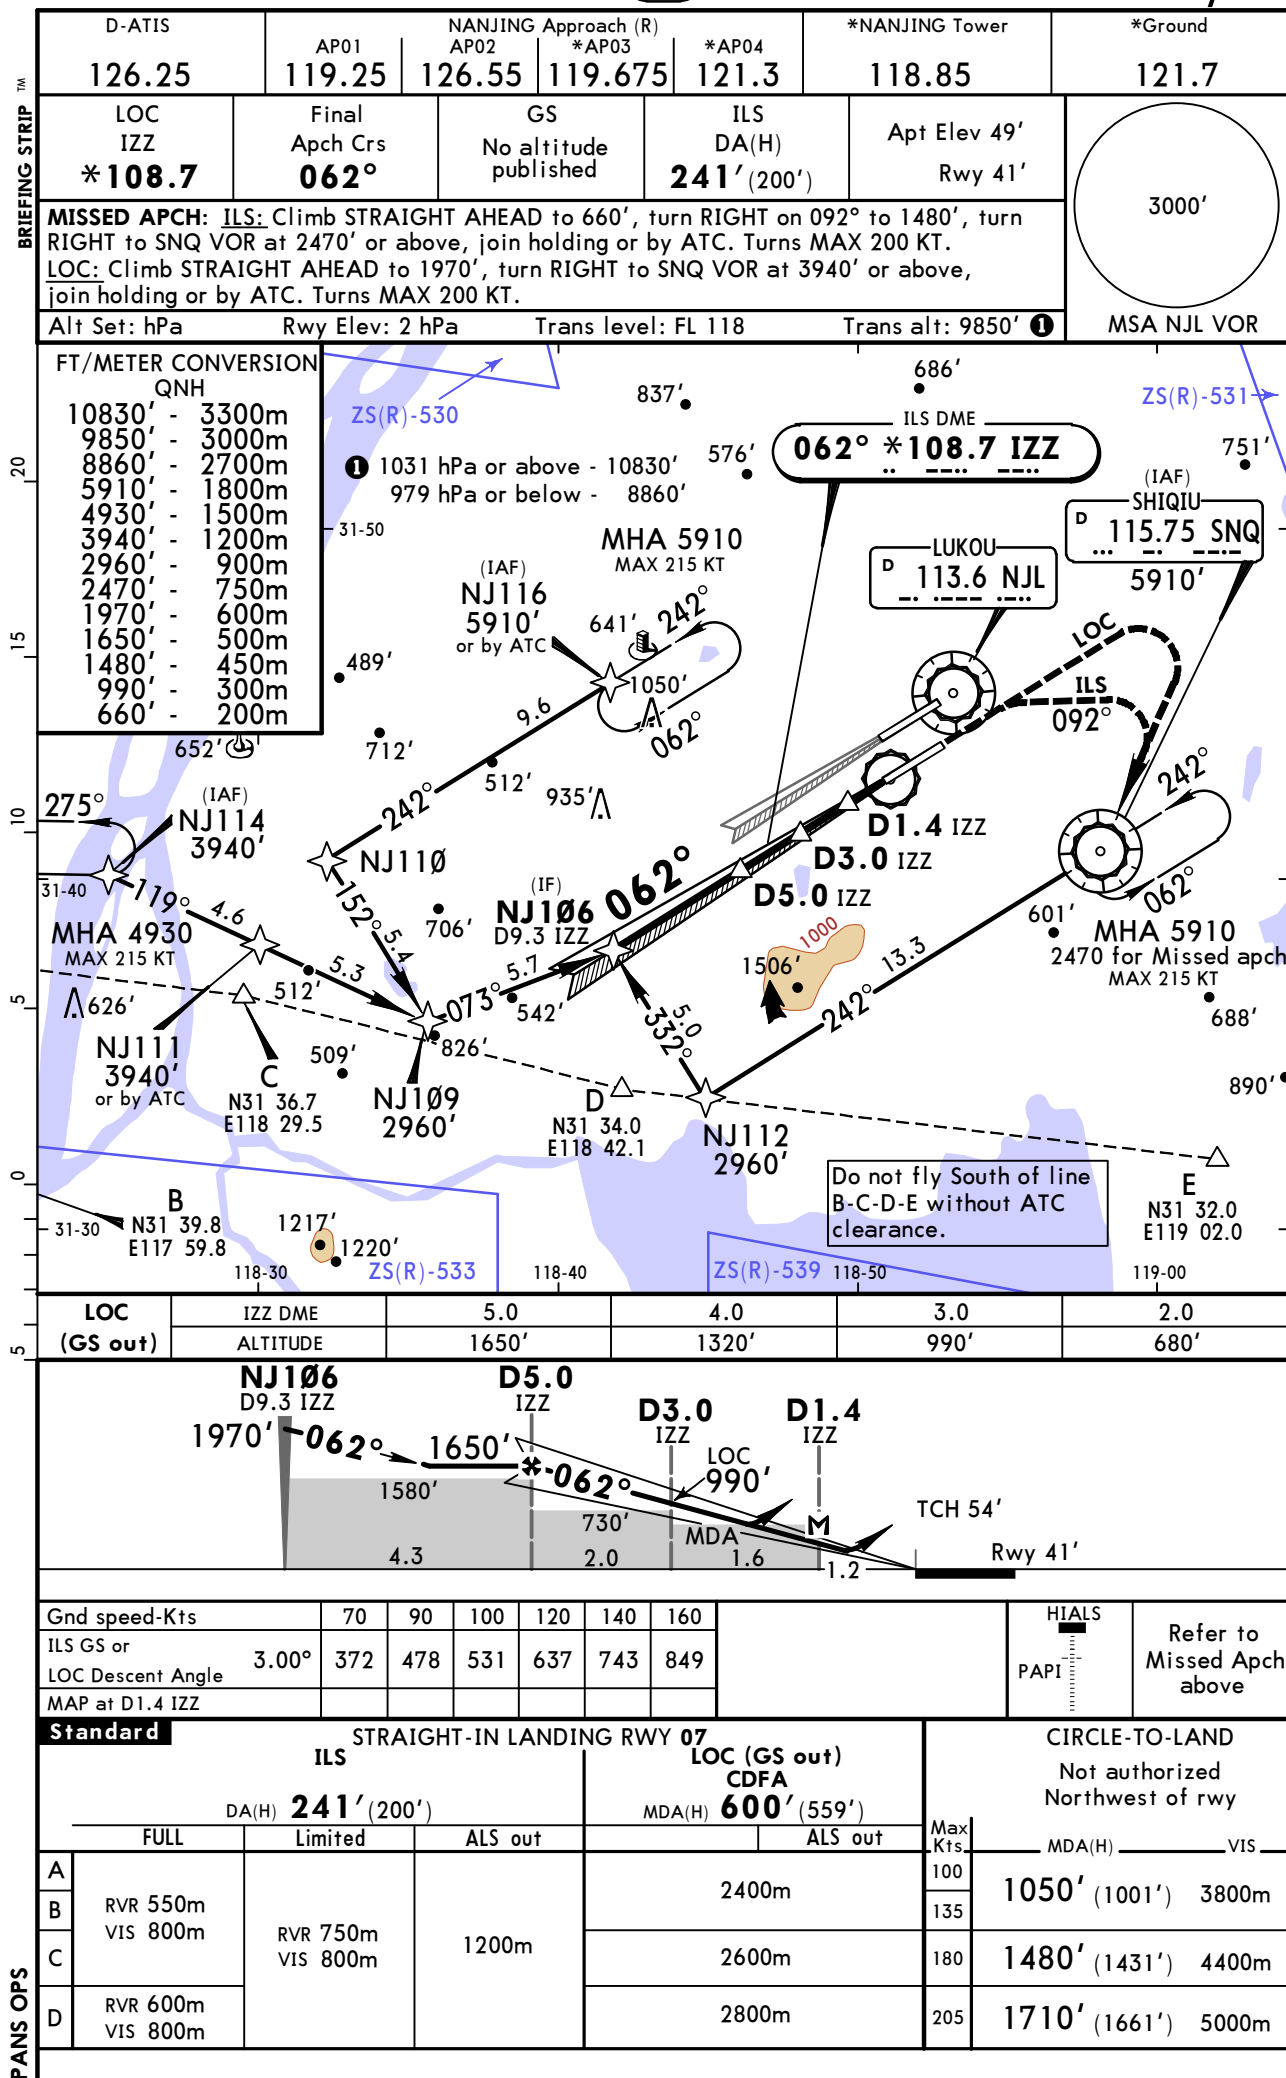 BRIEFING STRIP TM
D-ATIS
126.25
NANJING Approach (R)
AP01 AP02 *AP03 *AP04
119.25 126.55 119.675 121.3
*NANJING Tower
118.85
*Ground
121.7
LOC
IZZ
*108.7
Final
Apch Crs
062°
GS
No altitude
published
ILS
DA(H)
241' (200')
Apt Elev 49'
Rwy 41'
3000'
MSA NJL VOR
MISSED APCH: ILS: Climb STRAIGHT AHEAD to 660', turn RIGHT on 092° to 1480', turn
RIGHT to SNQ VOR at 2470' or above, join holding or by ATC. Turns MAX 200 KT.
LOC: Climb STRAIGHT AHEAD to 1970', turn RIGHT to SNQ VOR at 3940' or above,
join holding or by ATC. Turns MAX 200 KT.
Alt Set: hPa Rwy Elev: 2 hPa Trans level: FL 118 Trans alt: 9850' 1
FT/METER CONVERSION
QNH
10830' - 3300m
9850' - 3000m
8860' - 2700m
5910' - 1800m
4930' - 1500m
3940' - 1200m
2960' - 900m
2470' - 750m
1970' - 600m
1650' - 500m
1480' - 450m
990' - 300m
660' - 200m
ZS(R)-530
837'
686'
ZS(R)-531
1 1031 hPa or above - 10830'
979 hPa or below - 8860'
576'
ILS DME
062° *108.7 IZZ
751'
(IAF)
SHIQIU
D 115.75 SNQ
5910'
31-50
MHA 5910
MAX 215 KT
LUKOU
D 113.6 NJL
(IAF)
NJ116
5910'
or by ATC
641'
242°
LOC
ILS
092°
489'
1050'
062°
9.6
652'
712'
512'
935'
242°
242°
275°
(IAF)
NJ114
3940'
NJ110
D1.4 IZZ
D3.0 IZZ
D5.0 IZZ
062°
31-40
119°
4.6
152°
5.4
(IF)
NJ106
D9.3 IZZ
062°
706'
601'
MHA 4930
MAX 215 KT
MHA 5910
2470 for Missed apch
MAX 215 KT
1000
1506'
13.3
242°
5.3
5.7
073°
542'
5.0
332°
626'
512'
826'
688'
NJ111
3940'
or by ATC
C
N31 36.7
E118 29.5
509'
NJ109
2960'
D
N31 34.0
E118 42.1
NJ112
2960'
890'
Do not fly South of line
B-C-D-E without ATC
clearance.
E
N31 32.0
E119 02.0
B
N31 39.8
E117 59.8
31-30
1217'
1220'
ZS(R)-533
ZS(R)-539
118-30 118-40 118-50 119-00
20
15
10
5
0
5
LOC
(GS out)
IZZ DME 5.0 4.0 3.0 2.0
ALTITUDE 1650' 1320' 990' 680'
NJ106
D9.3 IZZ
1970'
062°
1650'
D5.0
IZZ
D3.0
IZZ
D1.4
IZZ
062°
LOC
990'
1580'
730'
MDA
M
TCH 54'
Rwy 41'
4.3 2.0 1.6 1.2
Gnd speed-Kts 70 90 100 120 140 160
ILS GS or
LOC Descent Angle 3.00° 372 478 531 637 743 849
MAP at D1.4 IZZ
HIALS
PAPI
Refer to
Missed Apch
above
Standard
STRAIGHT-IN LANDING RWY 07
ILS
DA(H) 241' (200')
LOC (GS out)
CDFA
MDA(H) 600' (559')
CIRCLE-TO-LAND
Not authorized
Northwest of rwy
FULL Limited ALS out ALS out
Max
Kts
MDA(H) VIS
A
B
C
D
RVR 550m
VIS 800m
RVR 600m
VIS 800m
RVR 750m
VIS 800m
1200m
2400m
2600m
2800m
100
135
180
205
1050' (1001') 3800m
1480' (1431') 4400m
1710' (1661') 5000m
PANS OPS